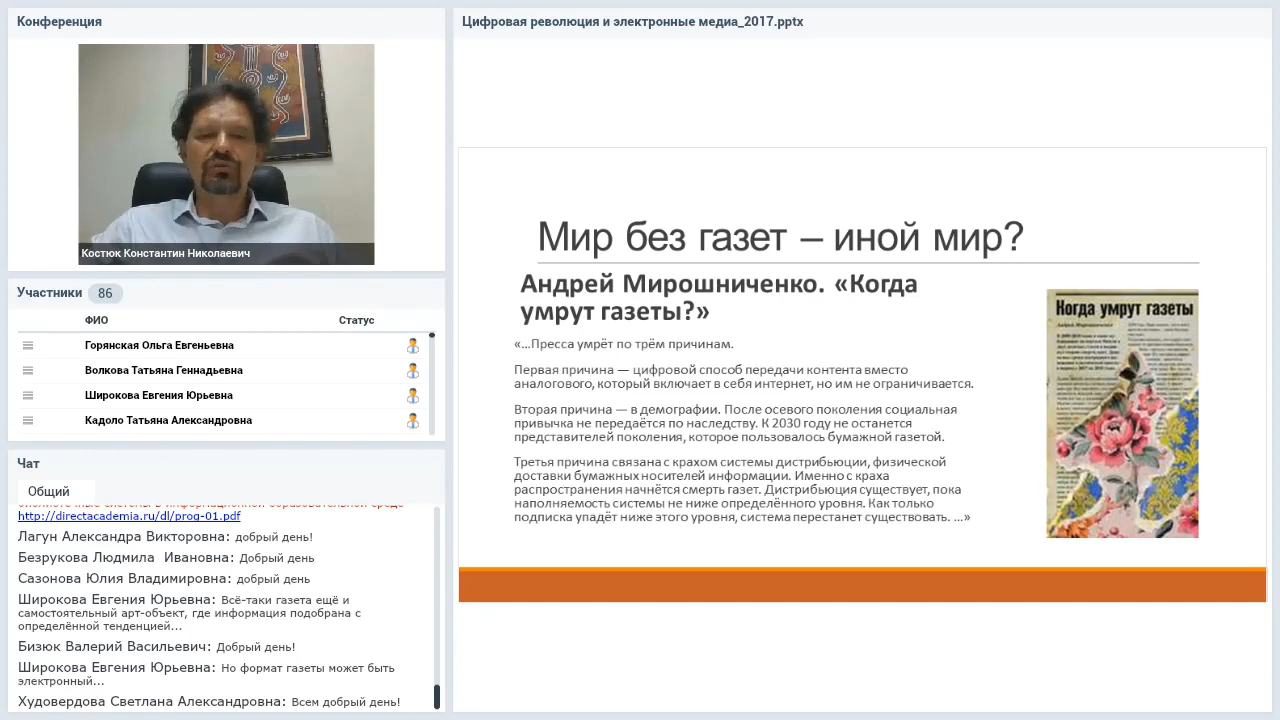 Конференция
Костюк Константин Николаевич
Участники 86
ФИО Статус
Горянская Ольга Евгеньевна
Волкова Татьяна Геннадьевна
Широкова Евгения Юрьевна
Кадоло Татьяна Александровна
Чат
Общий
http://directacademia.ru/dl/prog-01.pdf
Лагун Александра Викторовна: добрый день!
Безрукова Людмила Ивановна: Добрый день
Сазонова Юлия Владимировна: добрый день
Широкова Евгения Юрьевна: Всё-таки газета ещё и
самостоятельный арт-объект, где информация подобрана с
определённой тенденцией...
Бизюк Валерий Васильевич: Добрый день!
Широкова Евгения Юрьевна: Но формат газеты может быть
электронный...
Худовердова Светлана Александровна: Всем добрый день!
Цифровая революция и электронные медиа_2017.pptx
Мир без газет – иной мир?
Андрей Мирошниченко. «Когда
умрут газеты?»
«...Пресса умрёт по трём причинам.
Первая причина — цифровой способ передачи контента вместо
аналогового, который включает в себя интернет, но им не ограничивается.
Вторая причина — в демографии. После осевого поколения социальная
привычка не передаётся по наследству. К 2030 году не останется
представителей поколения, которое пользовалось бумажной газетой.
Третья причина связана с крахом системы дистрибьюции, физической
доставки бумажных носителей информации. Именно с краха
распространения начнётся смерть газет. Дистрибьюция существует, пока
наполняемость системы не ниже определённого уровня. Как только
подписка упадёт ниже этого уровня, система перестанет существовать. ...»
Когда умрут газеты